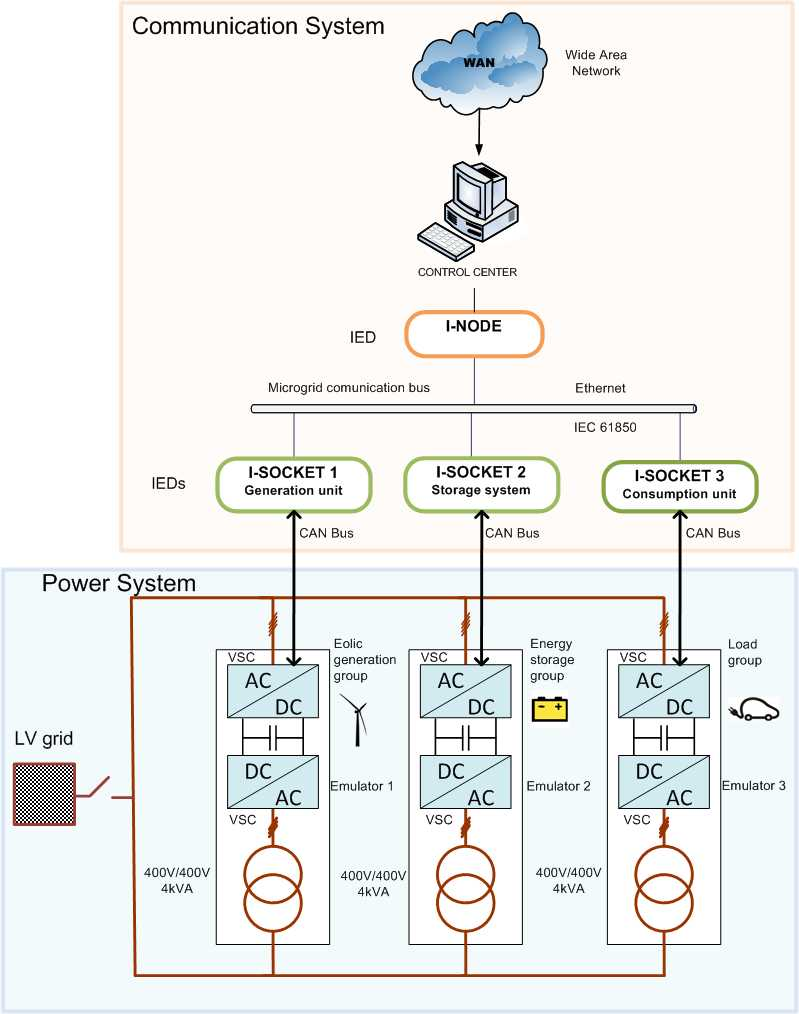 Communication System
WAN
Wide Area
Network
CONTROL CENTER
IED
I-NODE
Microgrid comunication bus
Ethernet
IEC 61850
IEDs
I-SOCKET 1
Generation unit
I-SOCKET 2
Storage system
I-SOCKET 3
Consumption unit
CAN Bus
CAN Bus
CAN Bus
Power System
VSC
Eolic
generation
group
VSC
Energy
storage
group
VSC
Load
group
AC
DC
AC
DC
AC
DC
LV grid
DC
AC
Emulator 1
DC
AC
Emulator 2
DC
AC
Emulator 3
VSC
VSC
VSC
400V/400V
4kVA
400V/400V
4kVA
400V/400V
4kVA